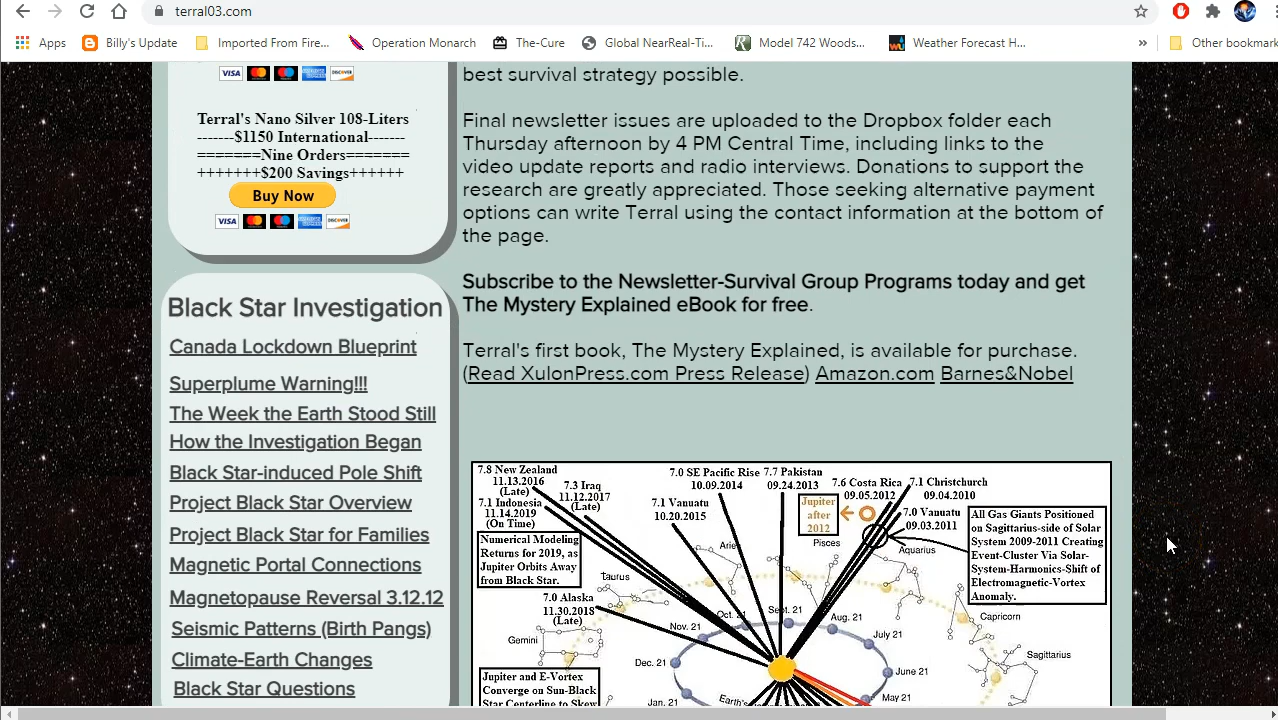 terral03.com
Apps
Billy's Update
Imported From Fire...
Operation Monarch
The-Cure
Global NearReal-Ti...
Model 742 Woods...
Weather Forecast H...
»
Other bookmark
VISA DISCOVER
Terral's Nano Silver 108-Liters
-------$1150 International-------
=======Nine Orders=======
+++++++$200 Savings++++++
Buy Now
VISA DISCOVER
Black Star Investigation
Canada Lockdown Blueprint
Superplume Warning!!!
The Week the Earth Stood Still
How the Investigation Began
Black Star-induced Pole Shift
Project Black Star Overview
Project Black Star for Families
Magnetic Portal Connections
Magnetopause Reversal 3.12.12
Seismic Patterns (Birth Pangs)
Climate-Earth Changes
Black Star Questions
best survival strategy possible.
Final newsletter issues are uploaded to the Dropbox folder each
Thursday afternoon by 4 PM Central Time, including links to the
video update reports and radio interviews. Donations to support the
research are greatly appreciated. Those seeking alternative payment
options can write Terral using the contact information at the bottom of
the page.
Subscribe to the Newsletter-Survival Group Programs today and get
The Mystery Explained eBook for free.
Terral's first book, The Mystery Explained, is available for purchase.
(Read XulonPress.com Press Release) Amazon.com Barnes&Nobel
7.8 New Zealand
11.13.2016
(Late)
7.1 Indonesia
11.14.2019
(On Time)
7.3 Iraq
11.12.2017
(Late)
7.0 SE Pacific Rise
10.09.2014
7.1 Vanuatu
10.20.2015
7.7 Pakistan
09.24.2013
Jupiter
after
2012
7.6 Costa Rica
09.05.2012
7.1 Christchurch
09.04.2010
7.0 Vanuatu
09.03.2011
All Gas Giants Positioned
on Sagittarius-side of Solar
System 2009-2011 Creating
Event-Cluster Via Solar-
System-Harmonics-Shift of
Electromagnetic-Vortex
Anomaly.
Numerical Modeling
Returns for 2019, as
Jupiter Orbits Away
from Black Star.
Aries
Pisces
Aquarius
Taurus
7.0 Alaska
11.30.2018
(Late)
Gemini
Capricorn
Sagittarius
Oct. 21
Sept. 21
Aug. 21
Nov. 21
July 21
Dec. 21
June 21
Jan. 21
May 21
Earth's
Jupiter and E-Vortex
Converge on Sun-Black
Star Centerline to Skew